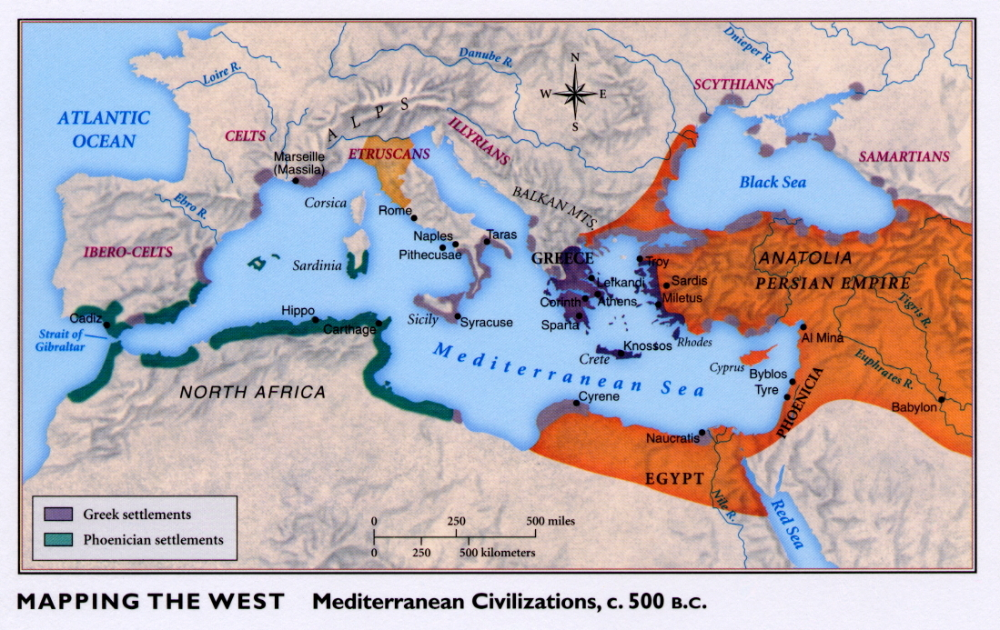 ATLANTIC
OCEAN
Loire R.
Danube R.
Dnieper R.
N
W
E
S
SCYTHIANS
CELTS
ALPS
ETRUSCANS
ILLYRIANS
SAMARTIANS
Marseille
(Massila)
Corsica
Ebro R.
IBERO-CELTS
Rome
BALKAN MTS.
Black Sea
Naples
Pithecusae
Taras
Sardinia
GREECE
Troy
Lefkandi
Sardis
Miletus
Corinth
Athens
Sparta
ANATOLIA
PERSIAN EMPIRE
Tigris R.
Cadiz
Strait of
Gibraltar
Hippo
Carthage
Sicily
Syracuse
Mediterranean Sea
Crete
Knossos
Rhodes
Cyprus
Al Mina
Euphrates R.
Byblos
Tyre
PHOENICIA
Babylon
NORTH AFRICA
Cyrene
Naucratis
EGYPT
Nile R.
Red Sea
Greek settlements
Phoenician settlements
0 250 500 miles
0 250 500 kilometers
MAPPING THE WEST Mediterranean Civilizations, c. 500 B.C.